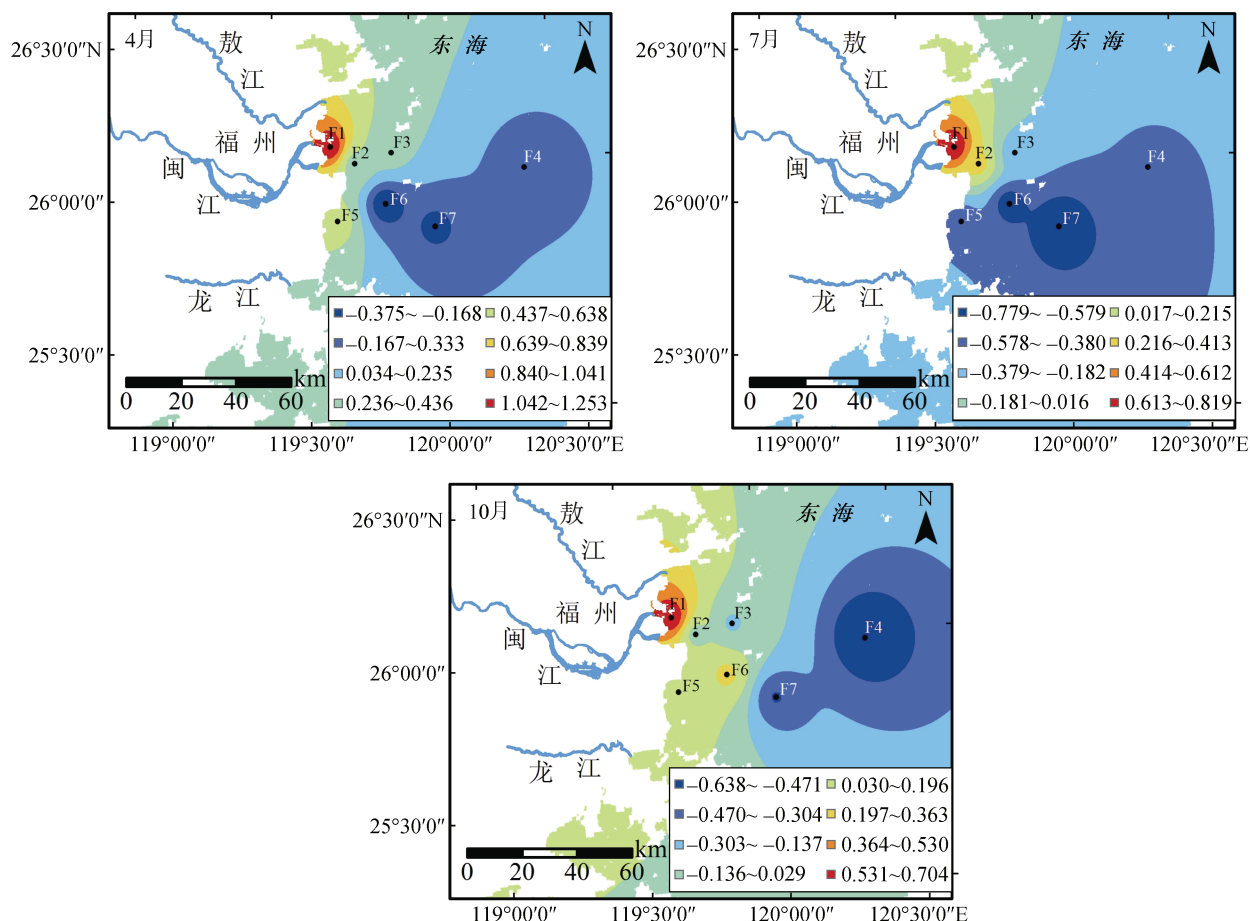 4月
敖
江
东 海
N
26°30′0″N
福 州
闽
江
F1
F2
F3
F4
26°00′0″
F5
F6
F7
龙 江
25°30′0″
km
0 20 40 60
−0.375~ −0.168
−0.167~0.333
0.034~0.235
0.236~0.436
0.437~0.638
0.639~0.839
0.840~1.041
1.042~1.253
119°00′0″ 119°30′0″ 120°00′0″ 120°30′0″E
7月
敖
江
东 海
N
26°30′0″N
福 州
闽
江
F1
F2
F3
F4
26°00′0″
F5
F6
F7
龙 江
25°30′0″
km
0 20 40 60
−0.779~ −0.579
−0.578~ −0.380
−0.379~ −0.182
−0.181~0.016
0.017~0.215
0.216~0.413
0.414~0.612
0.613~0.819
119°00′0″ 119°30′0″ 120°00′0″ 120°30′0″E
10月
敖
江
东 海
N
26°30′0″N
福 州
闽
江
F1
F2
F3
F4
26°00′0″
F5
F6
F7
龙 江
25°30′0″
km
0 20 40 60
−0.638~ −0.471
−0.470~ −0.304
−0.303~ −0.137
−0.136~0.029
0.030~0.196
0.197~0.363
0.364~0.530
0.531~0.704
119°00′0″ 119°30′0″ 120°00′0″ 120°30′0″E